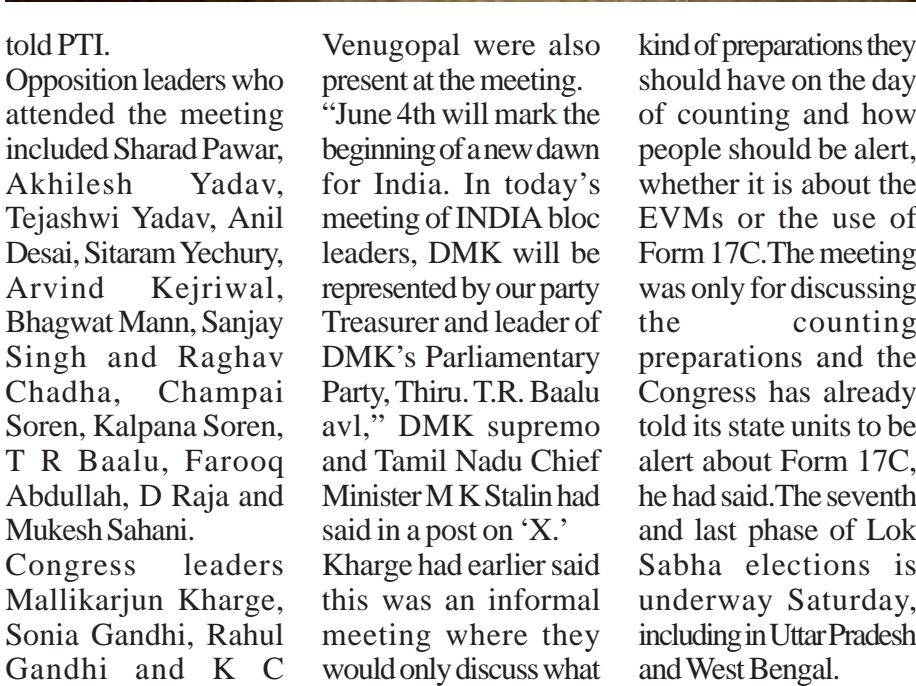 told PTI.
Opposition leaders who
attended the meeting
included Sharad Pawar,
Akhilesh Yadav,
Tejashwi Yadav, Anil
Desai, Sitaram Yechury,
Arvind Kejriwal,
Bhagwat Mann, Sanjay
Singh and Raghav
Chadha, Champai
Soren, Kalpana Soren,
T R Baalu, Farooq
Abdullah, D Raja and
Mukesh Sahani.
Congress leaders
Mallikarjun Kharge,
Sonia Gandhi, Rahul
Gandhi and K C
Venugopal were also
present at the meeting.
“June 4th will mark the
beginning of a new dawn
for India. In today’s
meeting of INDIA bloc
leaders, DMK will be
represented by our party
Treasurer and leader of
DMK’s Parliamentary
Party, Thiru. T.R. Baalu
avl,” DMK supremo
and Tamil Nadu Chief
Minister M K Stalin had
said in a post on ‘X.’
Kharge had earlier said
this was an informal
meeting where they
would only discuss what
kind of preparations they
should have on the day
of counting and how
people should be alert,
whether it is about the
EVMs or the use of
Form 17C.The meeting
was only for discussing
the counting
preparations and the
Congress has already
told its state units to be
alert about Form 17C,
he had said.The seventh
and last phase of Lok
Sabha elections is
underway Saturday,
including in Uttar Pradesh
and West Bengal.